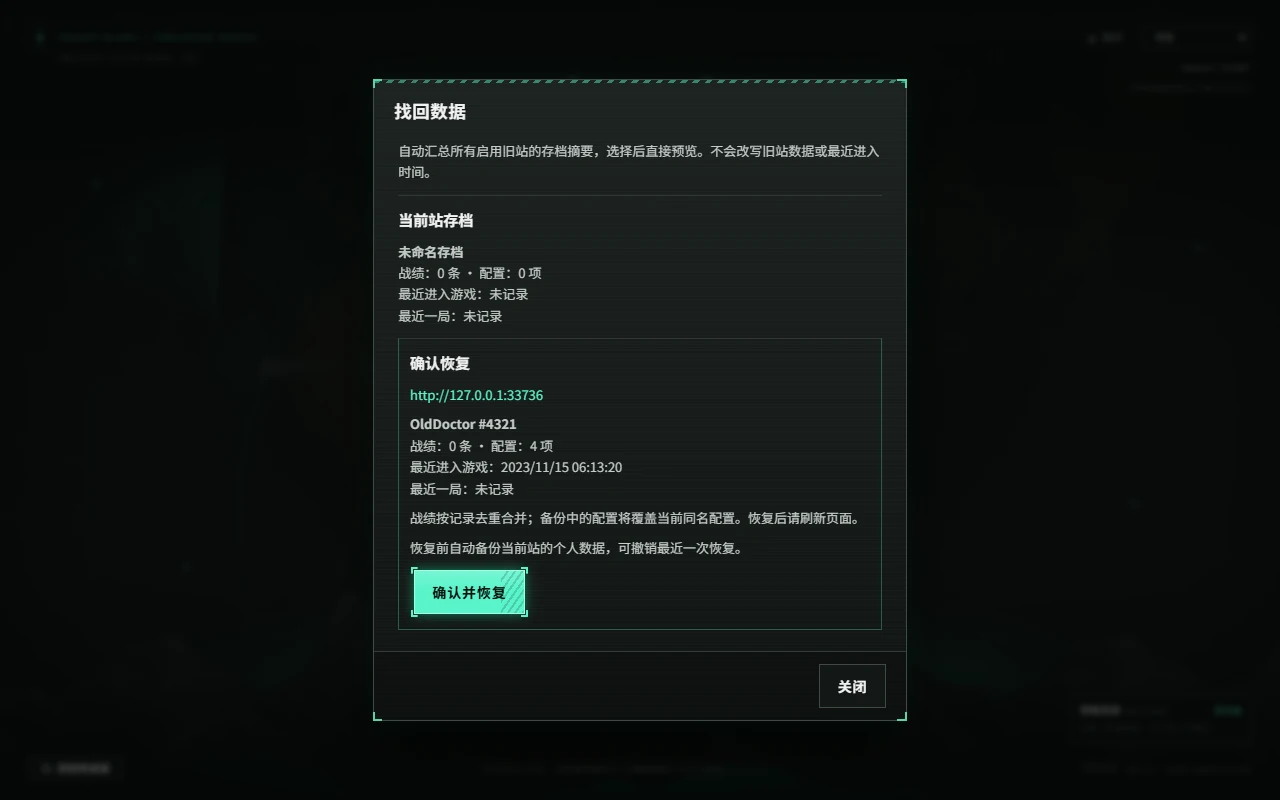 找回数据
自动汇总所有启用旧站的存档摘要，选择后直接预览。不会改写旧站数据或最近进入
时间。
当前站存档
未命名存档
战绩：0 条 · 配置：0 项
最近进入游戏：未记录
最近一局：未记录
确认恢复
http://127.0.0.1:33736
OldDoctor #4321
战绩：0 条 · 配置：4 项
最近进入游戏：2023/11/15 06:13:20
最近一局：未记录
战绩按记录去重合并；备份中的配置将覆盖当前同名配置。恢复后请刷新页面。
恢复前自动备份当前站的个人数据，可撤销最近一次恢复。
确认并恢复
关闭